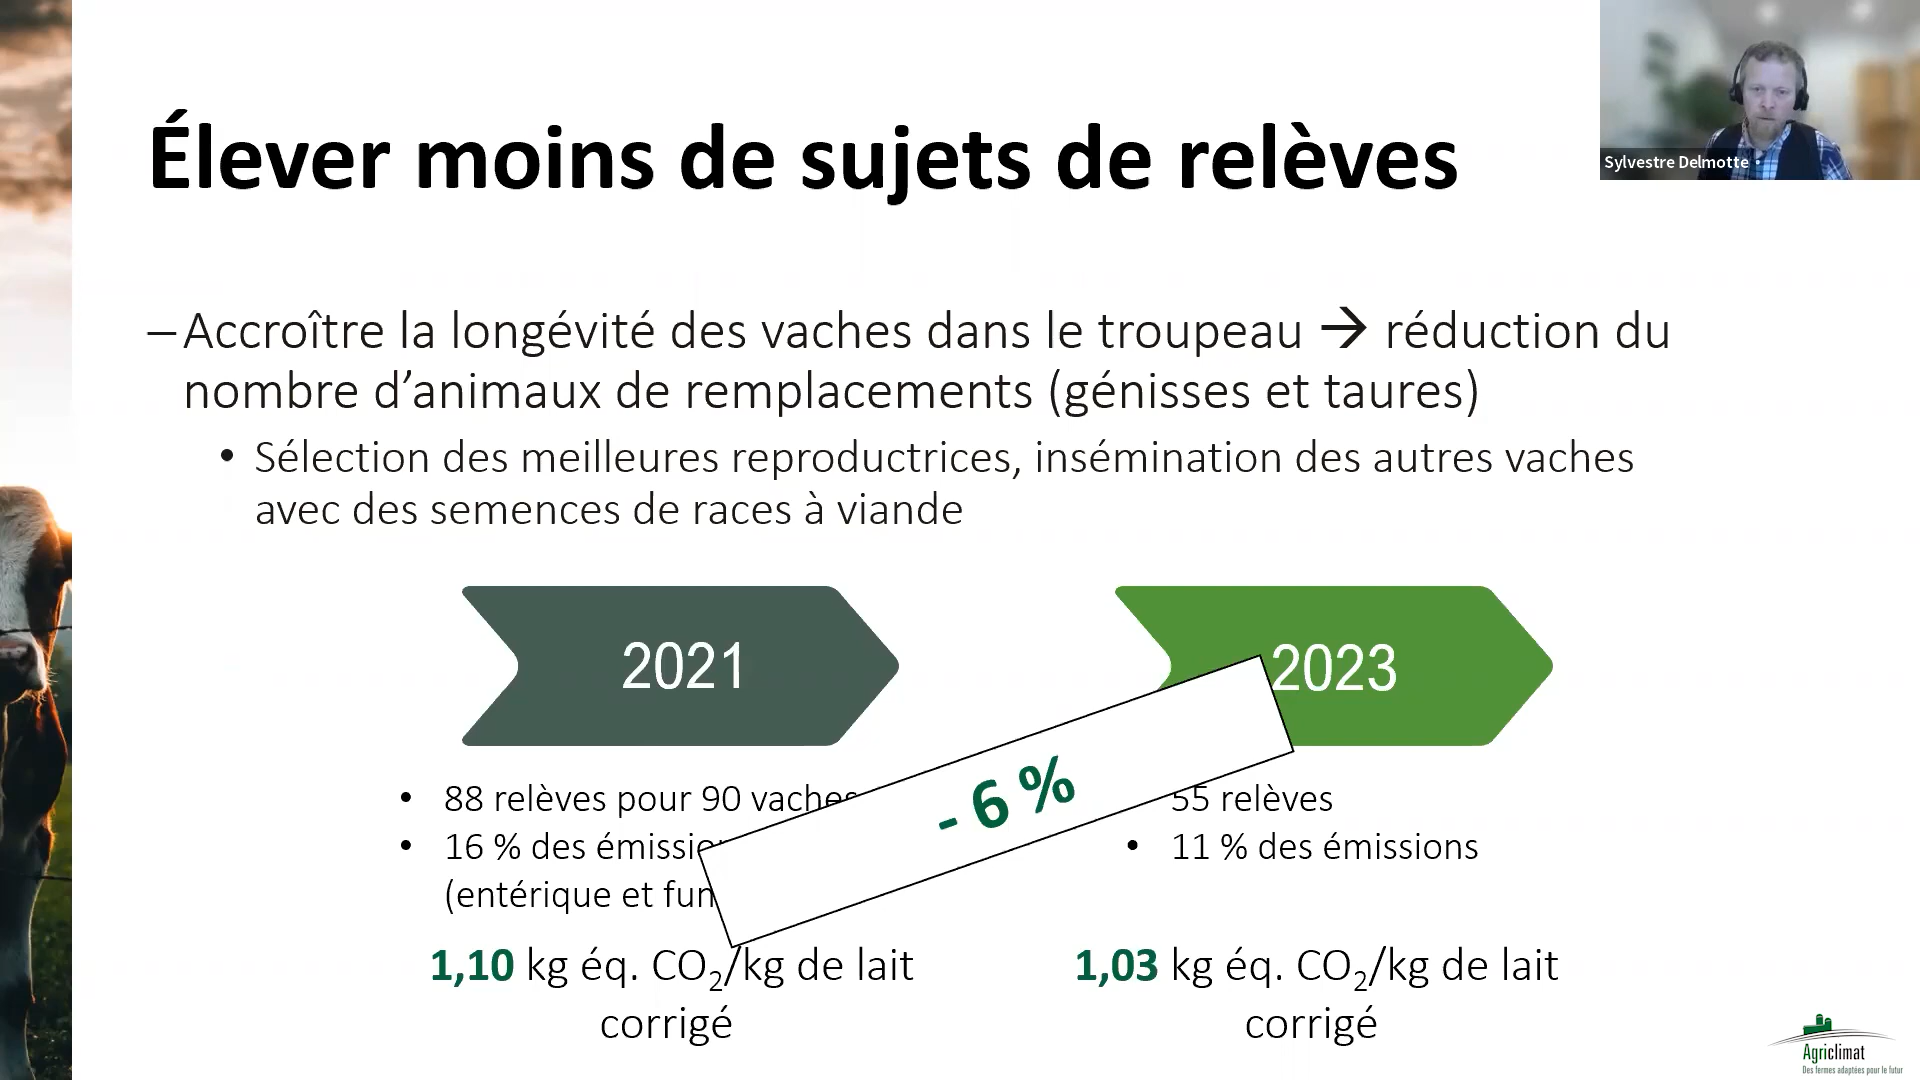 Élever moins de sujets de relèves
Sylvestre Delmotte
– Accroître la longévité des vaches dans le troupeau → réduction du
nombre d’animaux de remplacements (génisses et taures)
• Sélection des meilleures reproductrices, insémination des autres vaches
avec des semences de races à viande
2021
• 88 relèves pour 90 vaches
• 16 % des
(entérique et
1,10 kg éq. CO₂/kg de lait
corrigé
- 6 %
2023
55 relèves
• 11 % des émissions
1,03 kg éq. CO₂/kg de lait
corrigé
Agriclimat
Des fermes adaptées pour le futur